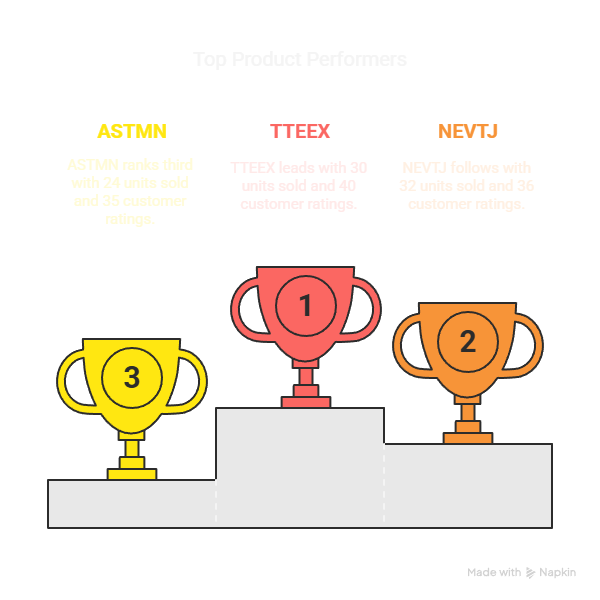 Top Product Performers
ASTMN
ASTMN ranks third
with 24 units sold
and 35 customer
ratings.
TTEEX
TTEEX leads with 30
units sold and 40
customer ratings.
NEVTJ
NEVTJ follows with
32 units sold and 36
customer ratings.
3
1
2
Made with Napkin